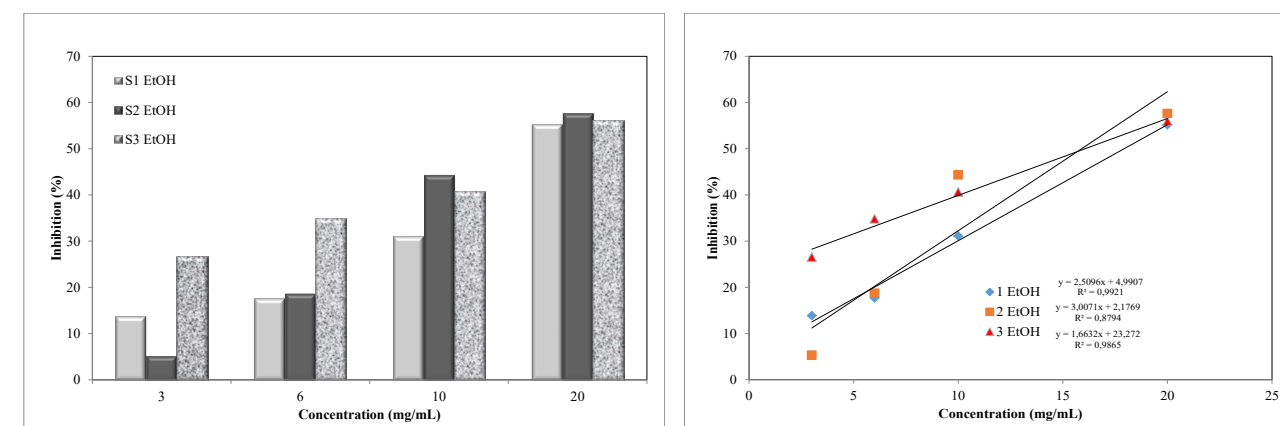 70
60
50
40
30
20
10
0
Inhibition (%)
S1 EtOH
S2 EtOH
S3 EtOH
3 6 10 20
Concentration (mg/mL)
70
60
50
40
30
20
10
0
Inhibition (%)
1 EtOH
2 EtOH
3 EtOH
y = 2,5096x + 4,9907
R² = 0,9921
y = 3,0071x + 2,1769
R² = 0,8794
y = 1,6632x + 23,272
R² = 0,9865
0 5 10 15 20 25
Concentration (mg/mL)